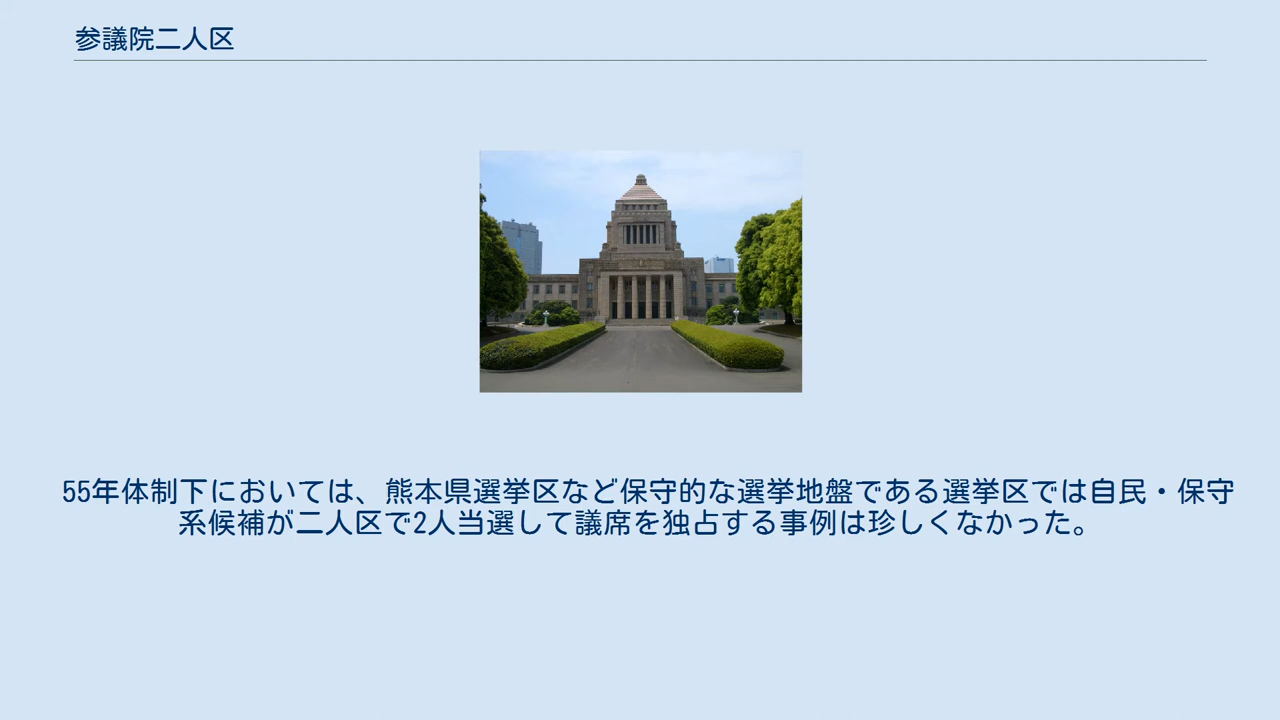 参議院二人区
55年体制下においては、熊本県選挙区など保守的な選挙地盤である選挙区では自民・保守
系候補が二人区で2人当選して議席を独占する事例は珍しくなかった。